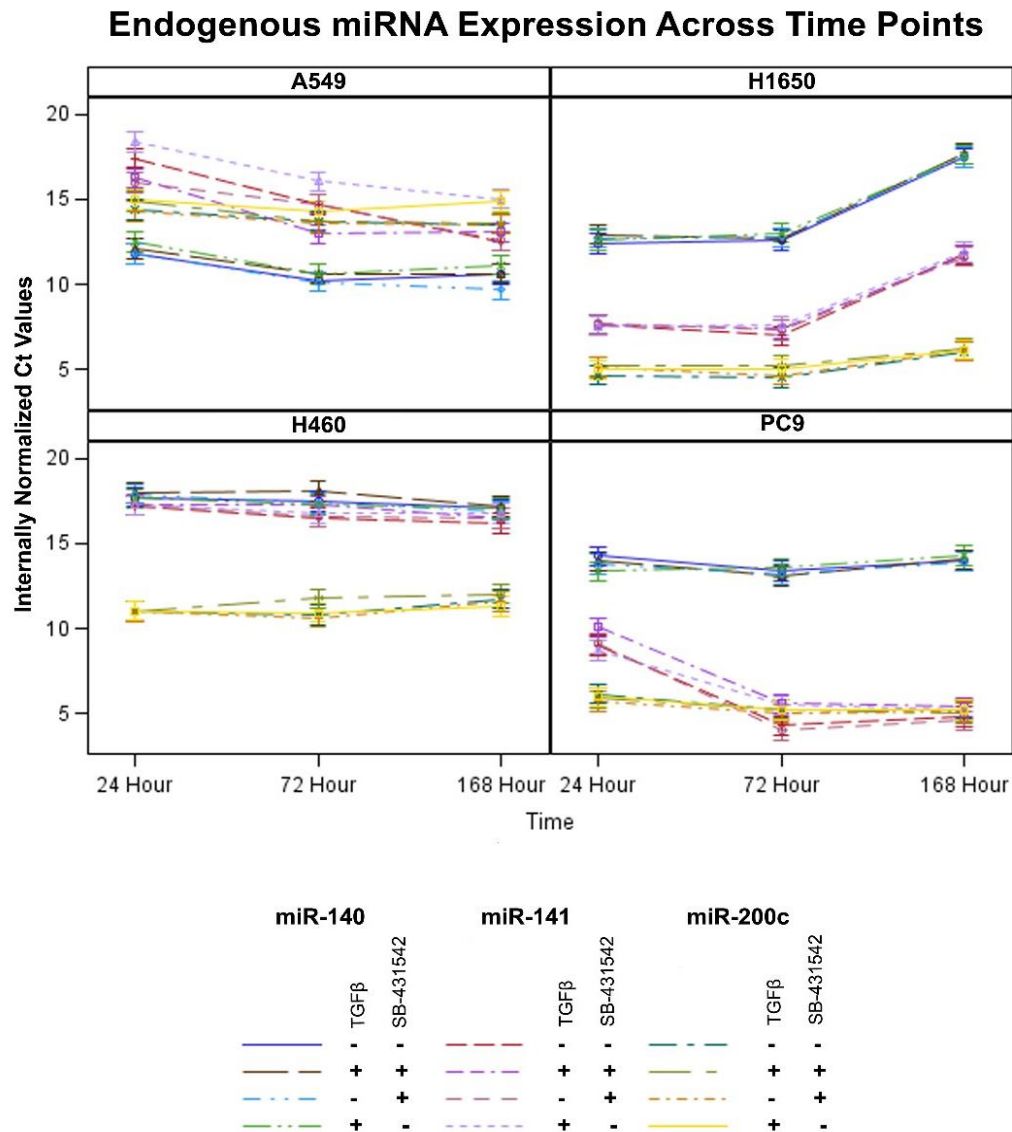 Endogenous miRNA Expression Across Time Points
A549 H1650
20
15
10
5
H460 PC9
20
15
10
5
Internally Normalized Ct Values
24 Hour 72 Hour 168 Hour 24 Hour 72 Hour 168 Hour
Time
miR-140 miR-141 miR-200c
TGFβ SB-431542 TGFβ SB-431542 TGFβ SB-431542
- - - - - -
+ + + + + +
- + - + - +
+ - + - + -